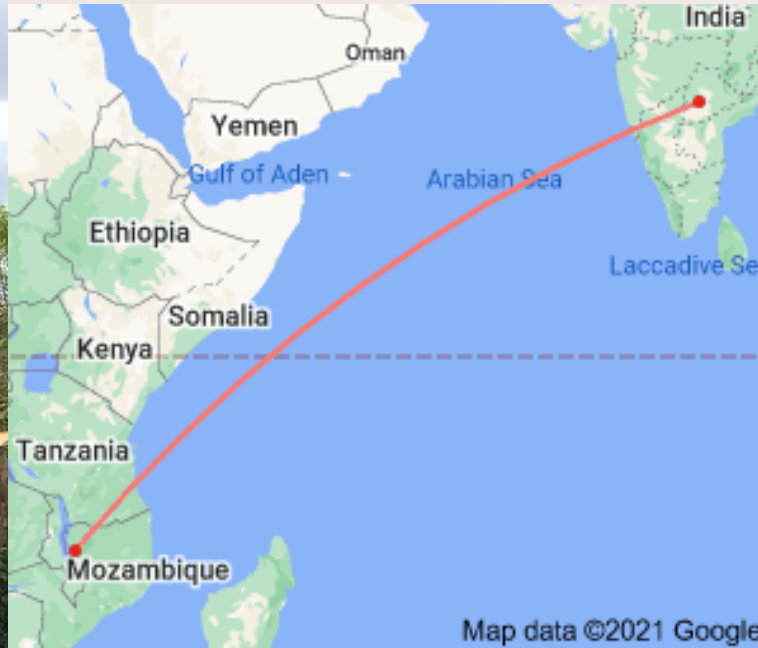 India
Oman
Yemen
Gulf of Aden
Arabian Sea
Ethiopia
Laccadive Se
Somalia
Kenya
Tanzania
Mozambique
Map data ©2021 Google